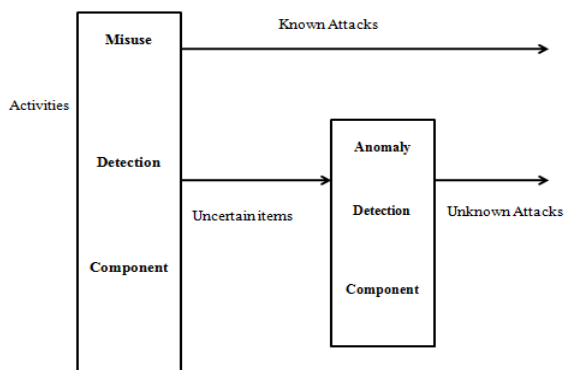 Misuse
Known Attacks
Activities
Anomaly
Detection
Detection
Uncertain items
Unknown Attacks
Component
Component